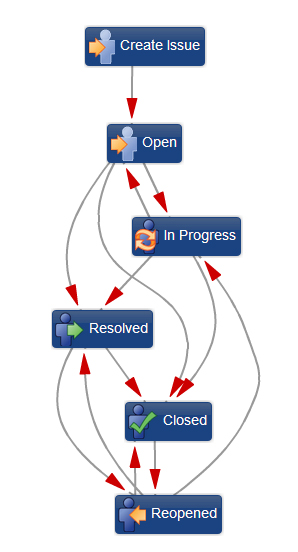 Create Issue
Open
In Progress
Resolved
Closed
Reopened